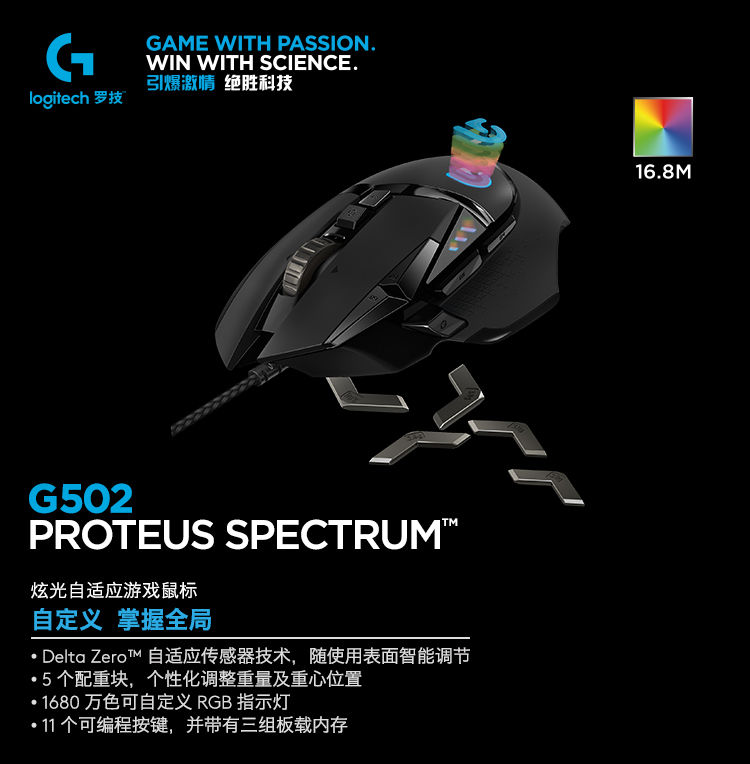 GAME WITH PASSION.
WIN WITH SCIENCE.
引爆激情 绝胜科技
logitech 罗技
16.8M
G502
PROTEUS SPECTRUM™
炫光自适应游戏鼠标
自定义 掌握全局
• Delta Zero™ 自适应传感器技术，随使用表面智能调节
• 5 个配重块，个性化调整重量及重心位置
• 1680 万色可自定义 RGB 指示灯
• 11 个可编程按键，并带有三组板载内存